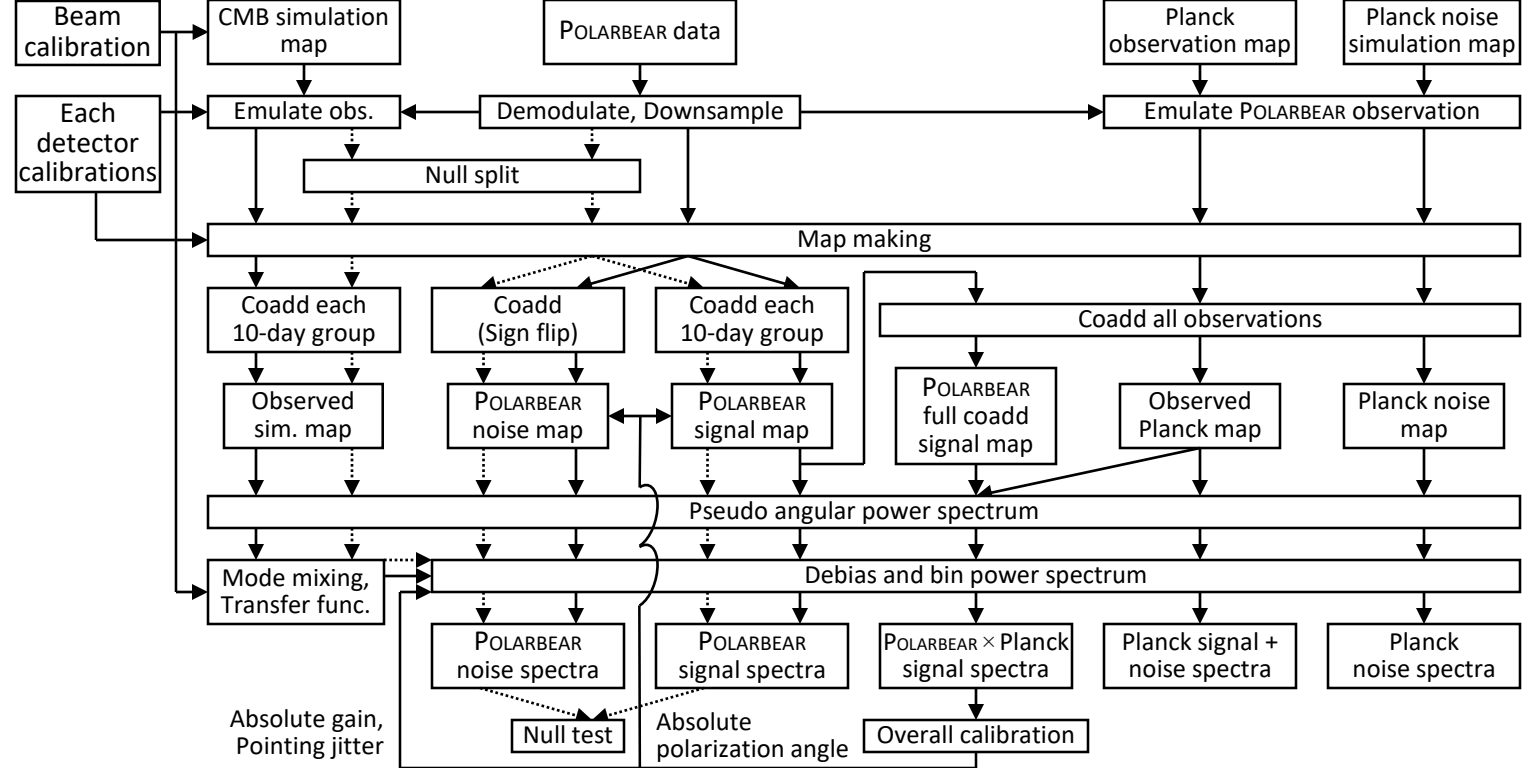 Beam
calibration
CMB simulation
map
POLARBEAR data
Planck
observation map
Planck noise
simulation map
Each
detector
calibrations
Emulate obs.
Demodulate, Downsample
Emulate POLARBEAR observation
Null split
Map making
Coadd each
10-day group
Coadd
(Sign flip)
Coadd each
10-day group
Coadd all observations
Observed
sim. map
POLARBEAR
noise map
POLARBEAR
signal map
POLARBEAR
full coadd
signal map
Observed
Planck map
Planck noise
map
Pseudo angular power spectrum
Mode mixing,
Transfer func.
Debias and bin power spectrum
POLARBEAR
noise spectra
POLARBEAR
signal spectra
POLARBEAR × Planck
signal spectra
Planck signal +
noise spectra
Planck
noise spectra
Absolute gain,
Pointing jitter
Null test
Absolute
polarization angle
Overall calibration